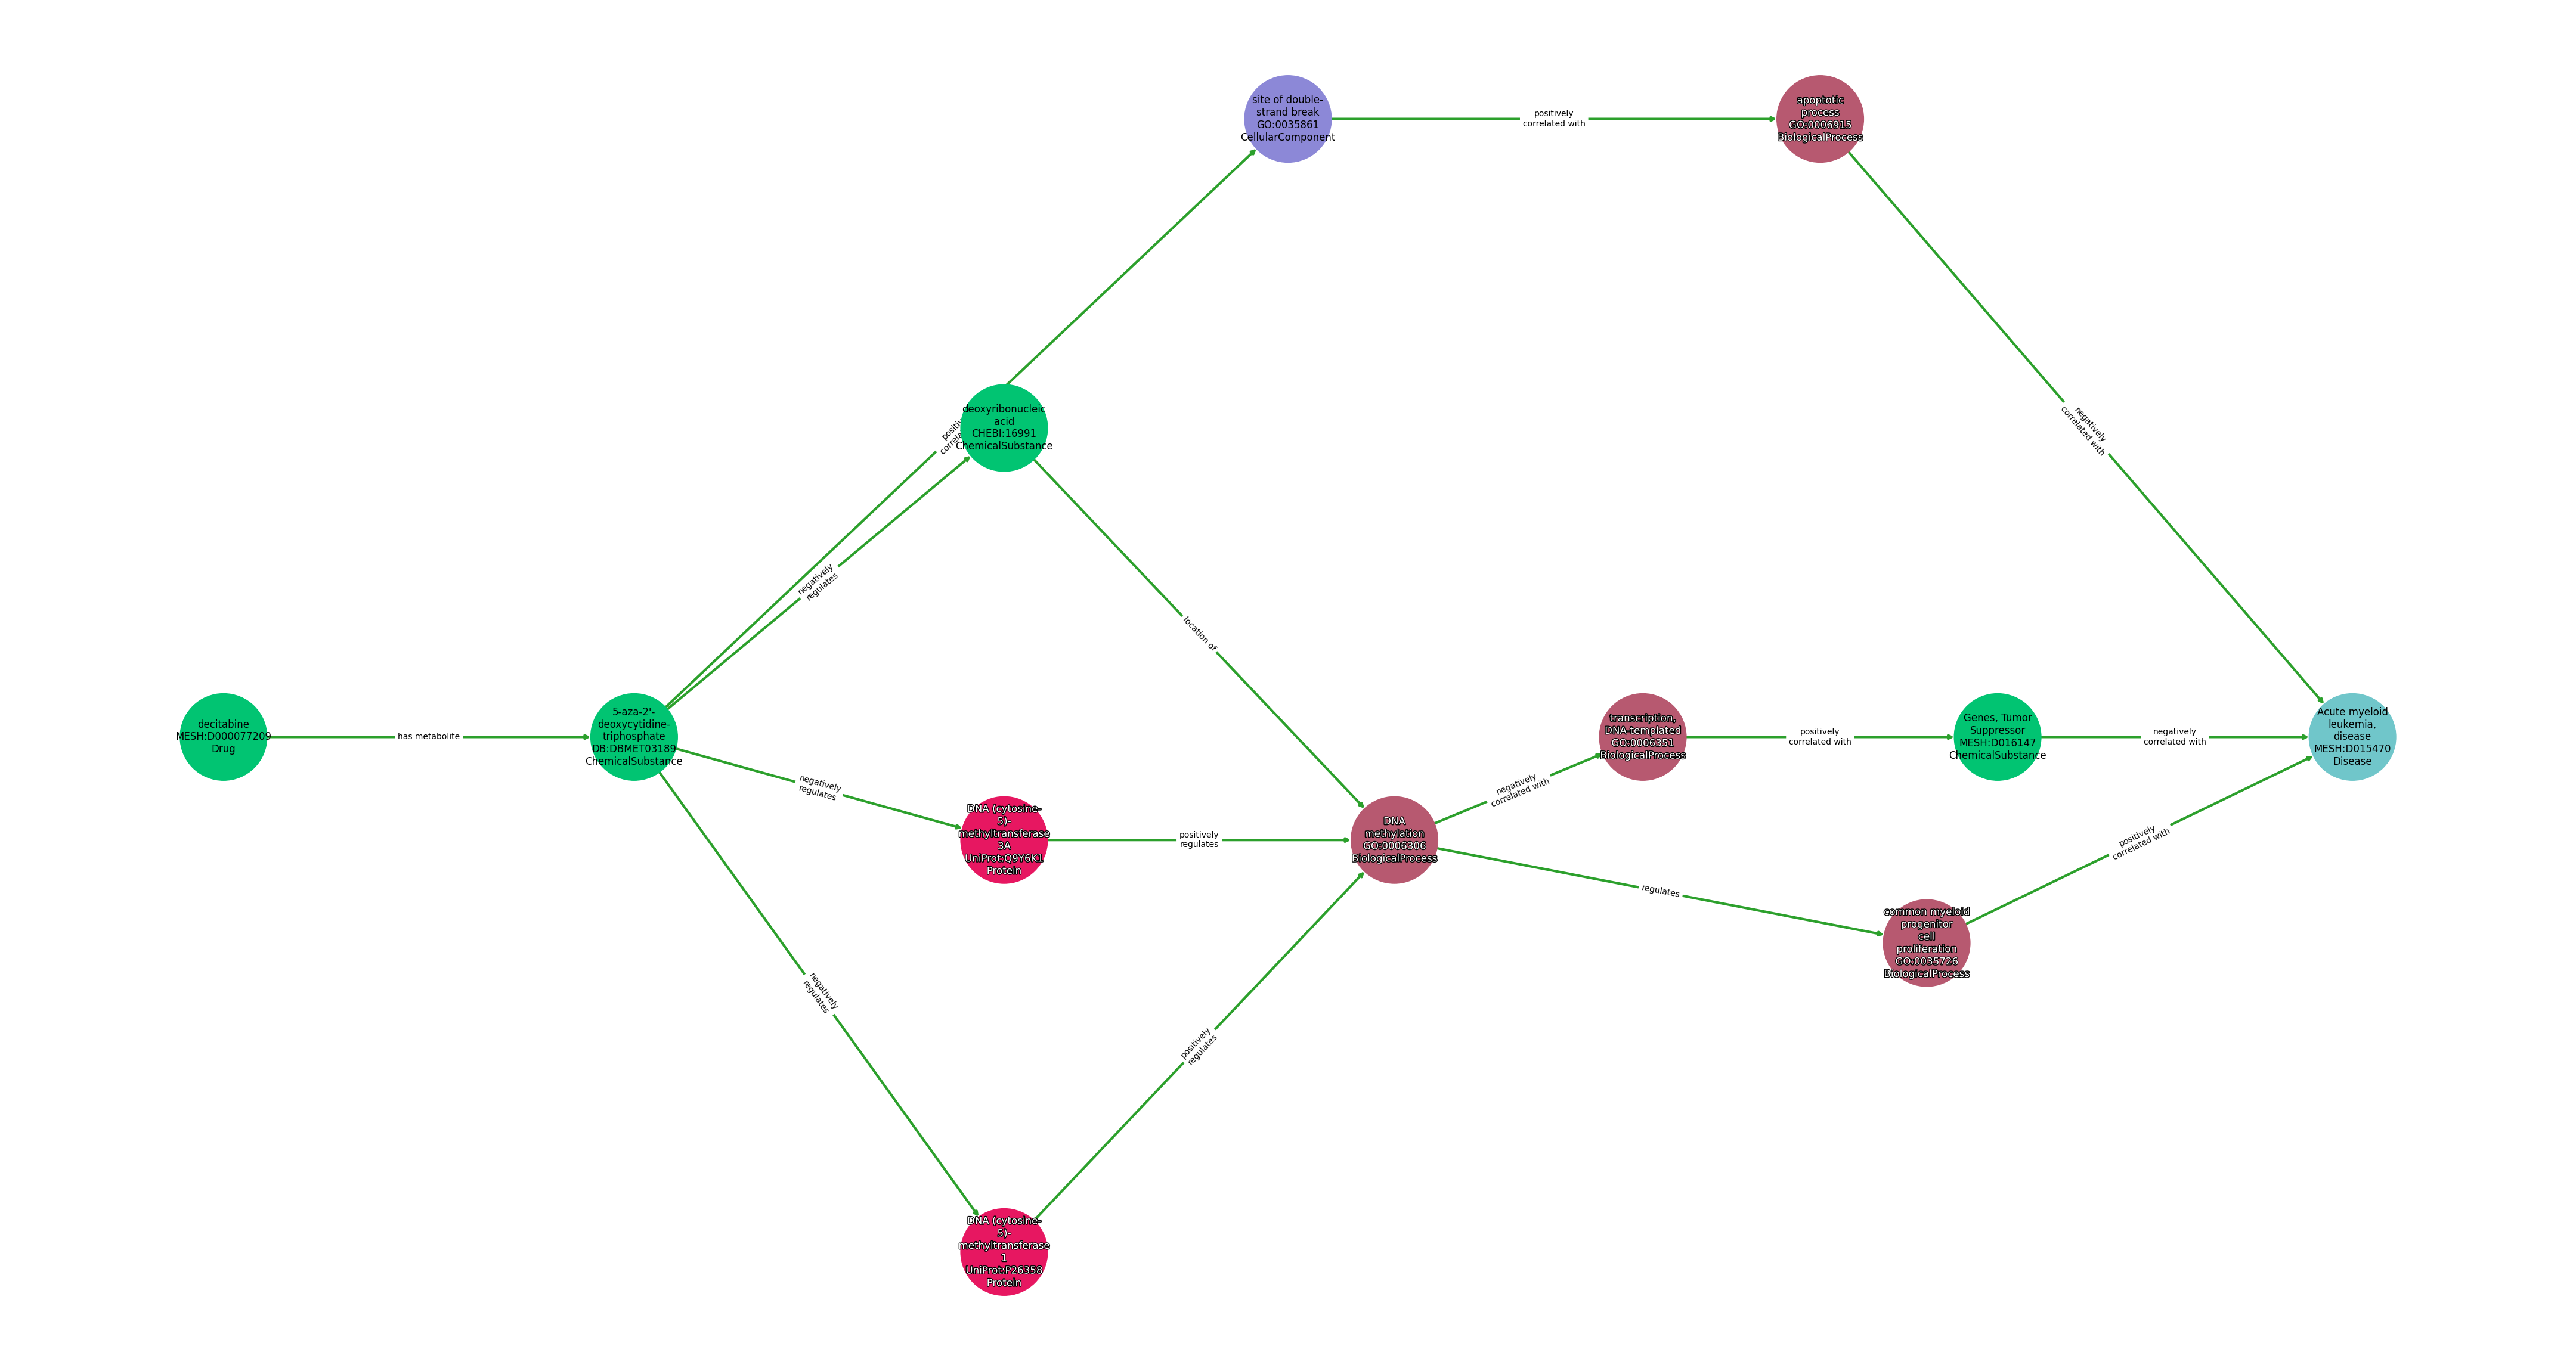 site of double-
strand break
GO:0035861
CellularComponent
positively
correlated with
apoptotic
process
GO:0006915
BiologicalProcess
negatively
correlated with
deoxyribonucleic
acid
CHEBI:16991
ChemicalSubstance
negatively
regulates
location of
decitabine
MESH:D000077209
Drug
has metabolite
5-aza-2'-
deoxycytidine-
triphosphate
DB:DBMET03189
ChemicalSubstance
negatively
regulates
DNA (cytosine-
5)-
methyltransferase
3A
UniProt:Q9Y6K1
Protein
positively
regulates
DNA
methylation
GO:0006306
BiologicalProcess
negatively
correlated with
transcription,
DNA-templated
GO:0006351
BiologicalProcess
positively
correlated with
Genes, Tumor
Suppressor
MESH:D016147
ChemicalSubstance
negatively
correlated with
Acute myeloid
leukemia,
disease
MESH:D015470
Disease
regulates
common myeloid
progenitor
cell
proliferation
GO:0035726
BiologicalProcess
positively
correlated with
negatively
regulates
positively
regulates
DNA (cytosine-
5)-
methyltransferase
1
UniProt:P26358
Protein